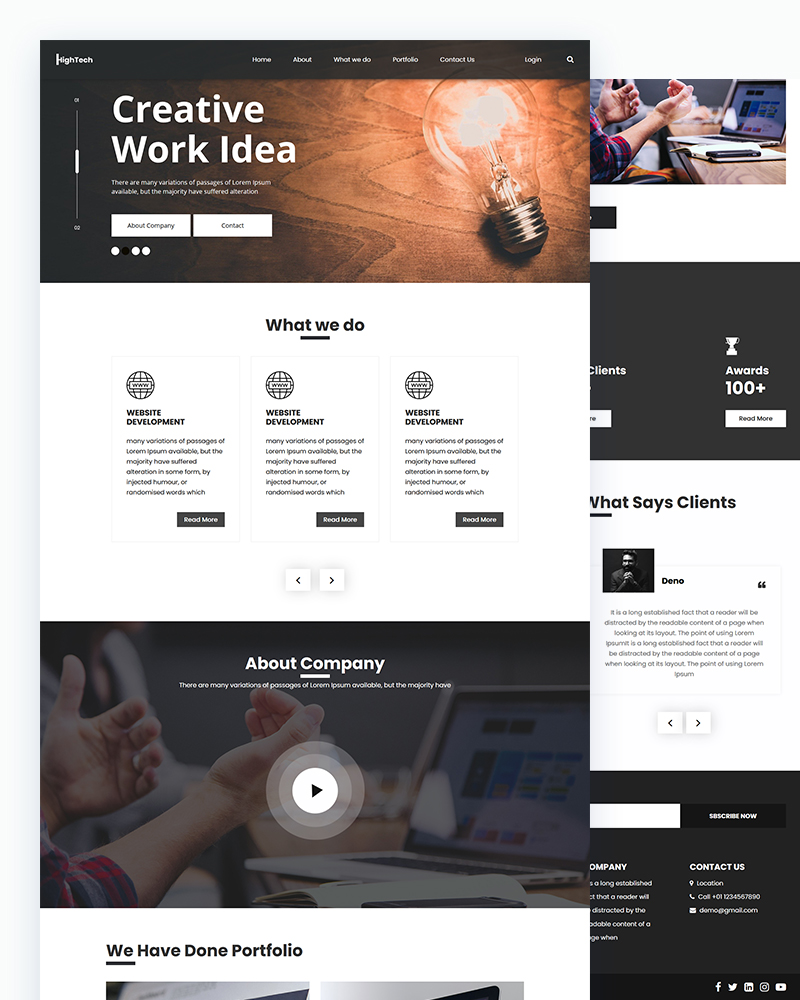 HighTech
Home About What we do Portfolio Contact Us Login
01
Creative
Work Idea
There are many variations of passages of Lorem Ipsum
available, but the majority have suffered alteration
02
About Company Contact
What we do
WWW
WEBSITE
DEVELOPMENT
many variations of passages of
Lorem Ipsum available, but the
majority have suffered
alteration in some form, by
injected humour, or
randomised words which
Read More
WWW
WEBSITE
DEVELOPMENT
many variations of passages of
Lorem Ipsum available, but the
majority have suffered
alteration in some form, by
injected humour, or
randomised words which
Read More
WWW
WEBSITE
DEVELOPMENT
many variations of passages of
Lorem Ipsum available, but the
majority have suffered
alteration in some form, by
injected humour, or
randomised words which
Read More
About Company
There are many variations of passages of Lorem Ipsum available, but the majority have
We Have Done Portfolio
Clients
re
Awards
100+
Read More
What Says Clients
Deno
❝
It is a long established fact that a reader will be
distracted by the readable content of a page when
looking at its layout. The point of using Lorem
IpsumIt is a long established fact that a reader will
be distracted by the readable content of a page
when looking at its layout. The point of using Lorem
Ipsum
SBSCRIBE NOW
OMPANY
s a long established
ct that a reader will
distracted by the
adable content of a
ge when
CONTACT US
Location
Call +01 1234567890
demo@gmail.com